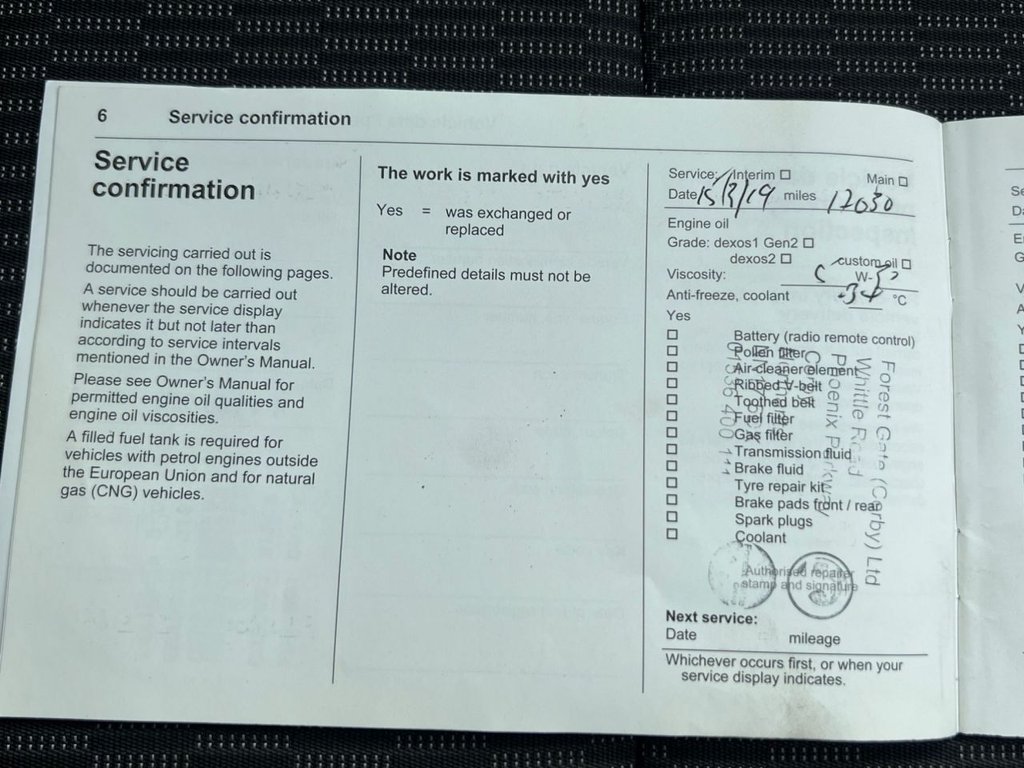 6 Service confirmation
Service
confirmation
The servicing carried out is
documented on the following pages.
A service should be carried out
whenever the service display
indicates it but not later than
according to service intervals
mentioned in the Owner's Manual.
Please see Owner's Manual for
permitted engine oil qualities and
engine oil viscosities.
A filled fuel tank is required for
vehicles with petrol engines outside
the European Union and for natural
gas (CNG) vehicles.
The work is marked with yes
Yes = was exchanged or
replaced
Note
Predefined details must not be
altered.
Service: Interim Main
Date 15/3/19 miles 17030
Engine oil
Grade: dexos1 Gen2
dexos2 custom oil
Viscosity: W-
Anti-freeze, coolant -34 °C
Yes
Battery (radio remote control)
Pollen filter
Air cleaner element
Ribbed V-belt
Toothed belt
Fuel filter
Gas filter
Transmission fluid
Brake fluid
Tyre repair kit
Brake pads front / rear
Spark plugs
Coolant
Forest Gate (Corby) Ltd
Whittle Road
Phoenix Parkway
01536 400 111
Authorised repairer
stamp and signature
Next service:
Date mileage
Whichever occurs first, or when your
service display indicates.